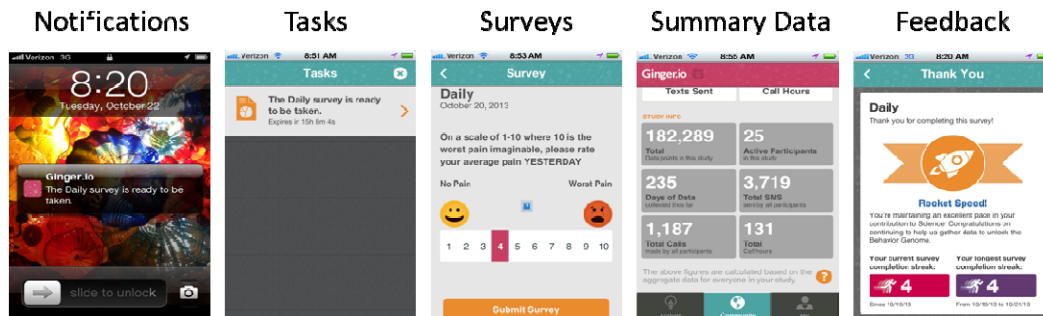 Notifications
Tasks
Surveys
Summary Data
Feedback
Verizon 3G
8:20
Tuesday, October 22
Ginger.io
The Daily survey is ready to be
taken.
slide to unlock
Verizon 8:51 AM
Tasks
The Daily survey is ready
to be taken.
Expires in 15h 8m 4s
Verizon 8:53 AM
Survey
Daily
October 20, 2013
On a scale of 1-10 where 10 is the
worst pain imaginable, please rate
your average pain YESTERDAY
No Pain Worst Pain
1 2 3 4 5 6 7 8 9 10
Submit Survey
Verizon 8:55 AM
Ginger.io
Texts Sent Call Hours
STUDY INFO
182,289
Total
Data points in this study
25
Active Participants
in this study
235
Days of Data
collected thus far
3,719
Total SNS
sent by all participants
1,187
Total Calls
made by all participants
131
Total
Call hours
The above figures are calculated based on the
aggregate data for everyone in your study.
Community
Verizon 3G 8:20 AM
Thank You
Daily
Thank you for completing this survey!
Rocket Speed!
You're maintaining an excellent pace in your
contribution to Science! Congratulations on
continuing to help us gather data to unlock the
Behavior Genome.
Your current survey
completion streak:
4
Since 10/19/13
Your longest survey
completion streak:
4
From 10/18/13 to 10/21/13